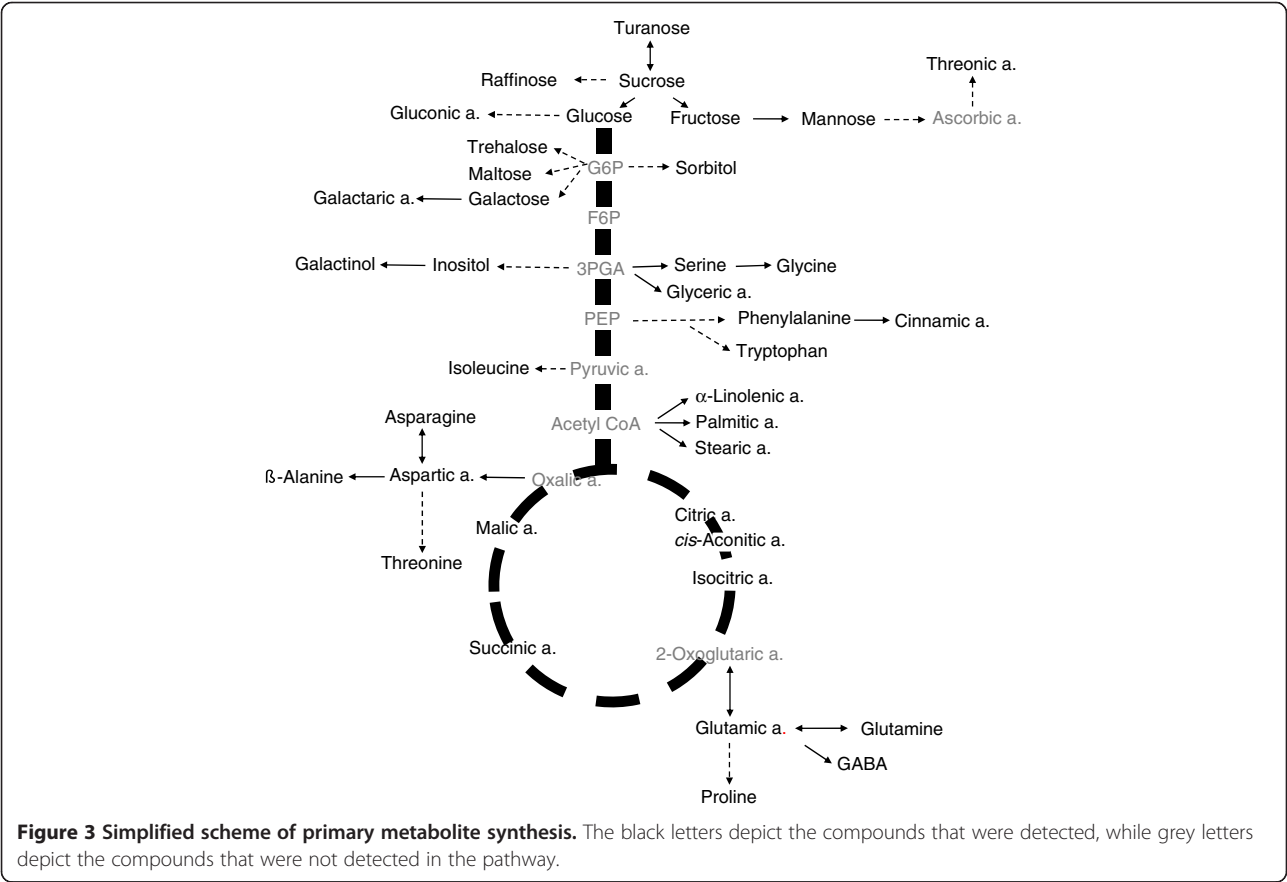 Turanose
Threonic a.
Raffinose
Sucrose
Gluconic a.
Glucose
Fructose
Mannose
Ascorbic a.
Trehalose
Maltose
G6P
Sorbitol
Galactaric a.
Galactose
F6P
Galactinol
Inositol
3PGA
Serine
Glycine
Glyceric a.
PEP
Phenylalanine
Cinnamic a.
Tryptophan
Isoleucine
Pyruvic a.
α-Linolenic a.
Asparagine
Acetyl CoA
Palmitic a.
Stearic a.
ß-Alanine
Aspartic a.
Oxalic a.
Citric a.
Malic a.
cis-Aconitic a.
Threonine
Isocitric a.
Succinic a.
2-Oxoglutaric a.
Glutamic a.
Glutamine
GABA
Proline
Figure 3 Simplified scheme of primary metabolite synthesis. The black letters depict the compounds that were detected, while grey letters
depict the compounds that were not detected in the pathway.